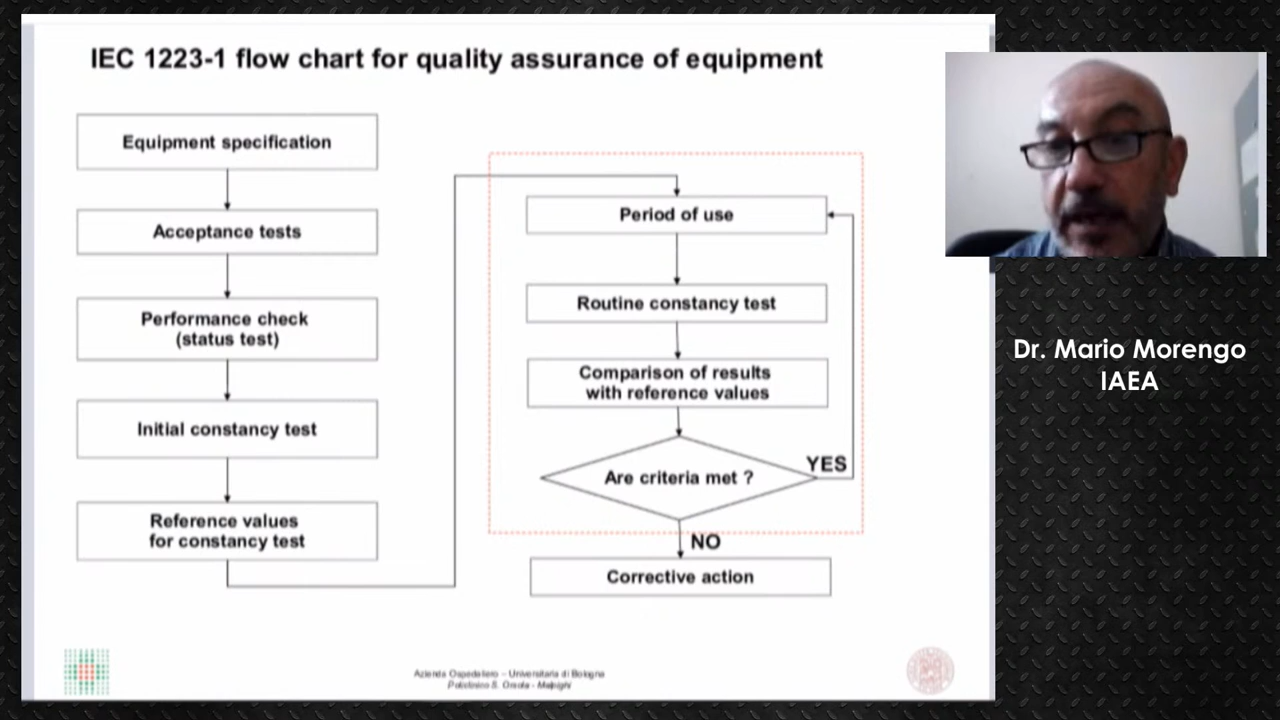 IEC 1223-1 flow chart for quality assurance of equipment
Equipment specification
Acceptance tests
Performance check
(status test)
Initial constancy test
Reference values
for constancy test
Period of use
Routine constancy test
Comparison of results
with reference values
Are criteria met ?
YES
NO
Corrective action
Azienda Ospedaliero – Universitaria di Bologna
Policlinico S. Orsola - Malpighi
Dr. Mario Morengo
IAEA